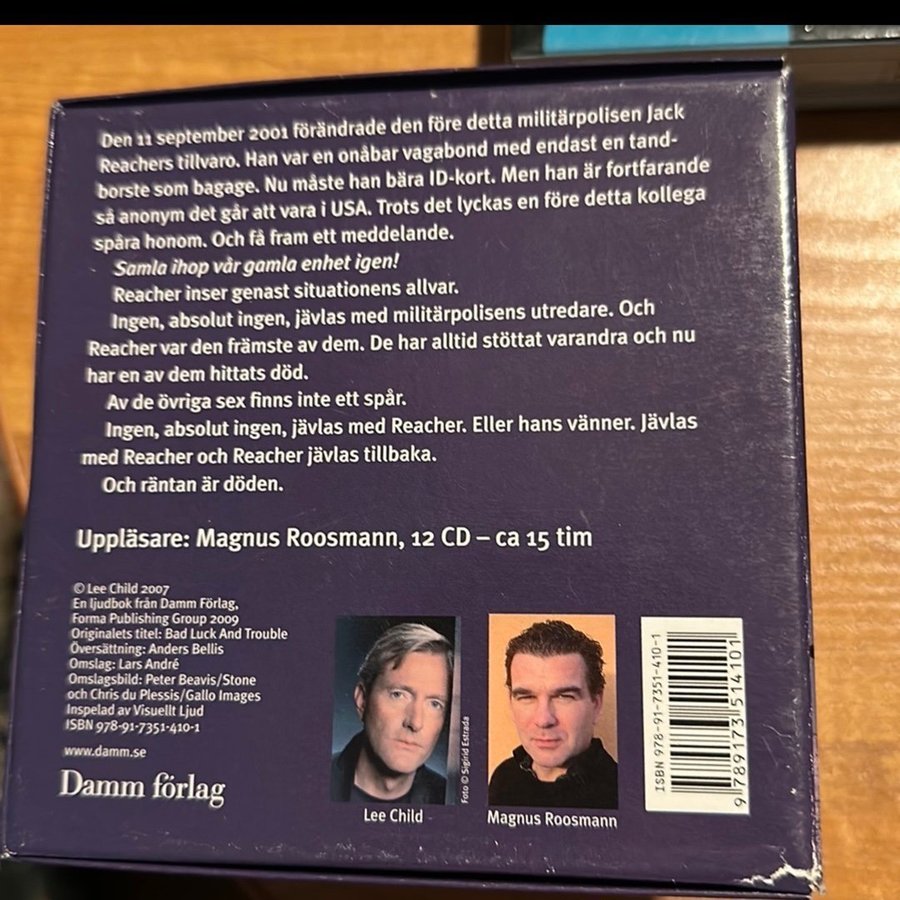 Den 11 september 2001 förändrade den före detta militärpolisen Jack
Reachers tillvaro. Han var en onåbar vagabond med endast en tand-
borste som bagage. Nu måste han bära ID-kort. Men han är fortfarande
så anonym det går att vara i USA. Trots det lyckas en före detta kollega
spåra honom. Och få fram ett meddelande.
Samla ihop vår gamla enhet igen!
Reacher inser genast situationens allvar.
Ingen, absolut ingen, jävlas med militärpolisens utredare. Och
Reacher var den främste av dem. De har alltid stöttat varandra och nu
har en av dem hittats död.
Av de övriga sex finns inte ett spår.
Ingen, absolut ingen, jävlas med Reacher. Eller hans vänner. Jävlas
med Reacher och Reacher jävlas tillbaka.
Och räntan är döden.
Uppläsare: Magnus Roosmann, 12 CD – ca 15 tim
© Lee Child 2007
En ljudbok från Damm Förlag,
Forma Publishing Group 2009
Originalets titel: Bad Luck And Trouble
Översättning: Anders Bellis
Omslag: Lars André
Omslagsbild: Peter Beavis/Stone
och Chris du Plessis/Gallo Images
Inspelad av Visuellt Ljud
ISBN 978-91-7351-410-1
www.damm.se
Damm förlag
Foto © Sigirid Estrada
Lee Child
Magnus Roosmann
ISBN 978-91-7351-410-1
9 789173 514101